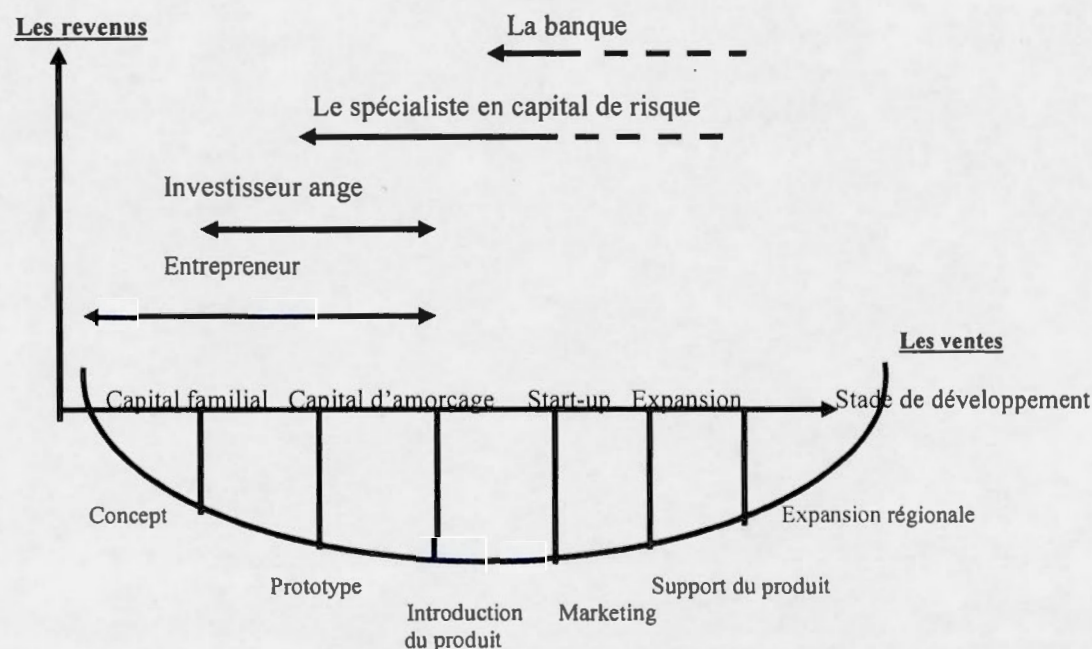 La banque
Les revenus
Le spécialiste en capital de risque
Investisseur ange
Entrepreneur
Les ventes
Capital familial Capital d'amorçage Start-up Expansion Stade de développement
Concept
Expansion régionale
Prototype
Support du produit
Introduction
du produit
Marketing